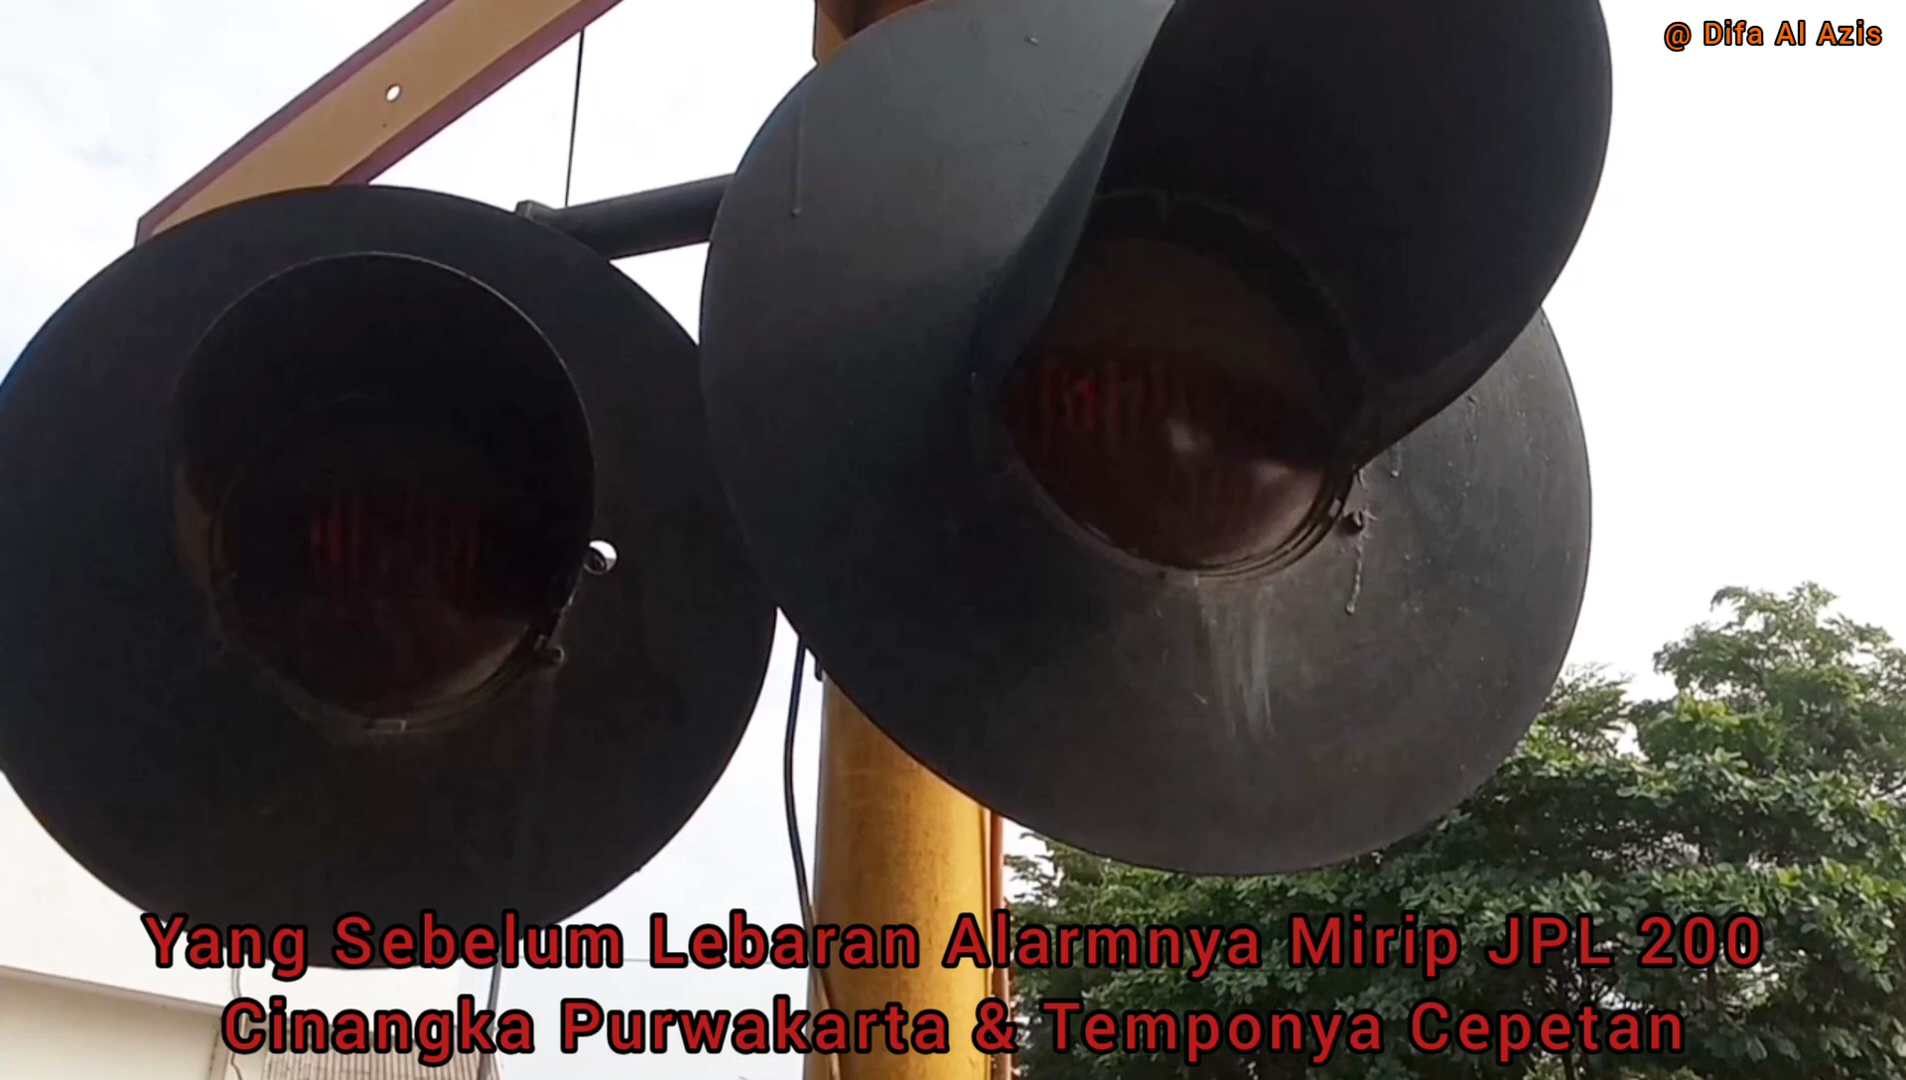 @ Difa Al Azis
Yang Sebelum Lebaran Alarmnya Mirip JPL 200
Cinangka Purwakarta & Temponya Cepetan